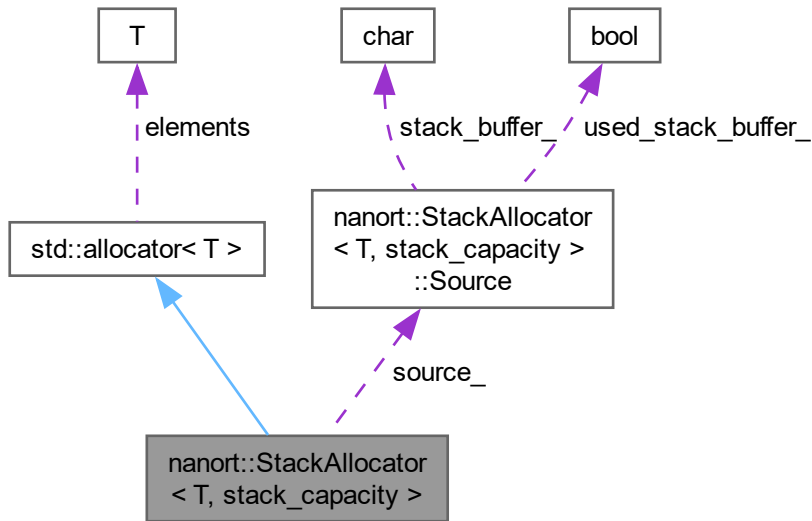 T
char
bool
elements
stack_buffer_
used_stack_buffer_
std::allocator< T >
nanort::StackAllocator
< T, stack_capacity >
::Source
source_
nanort::StackAllocator
< T, stack_capacity >